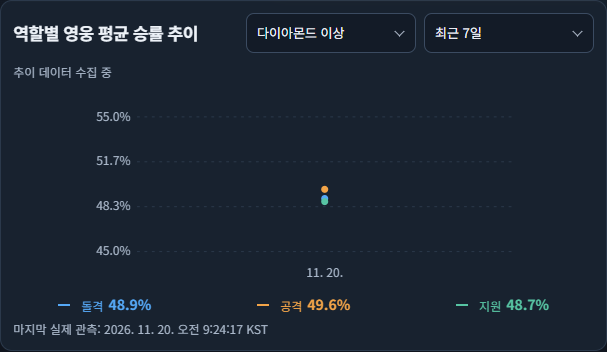 역할별 영웅 평균 승률 추이
다이아몬드 이상
최근 7일
추이 데이터 수집 중
55.0%
51.7%
48.3%
45.0%
11. 20.
돌격 48.9%
공격 49.6%
지원 48.7%
마지막 실제 관측: 2026. 11. 20. 오전 9:24:17 KST